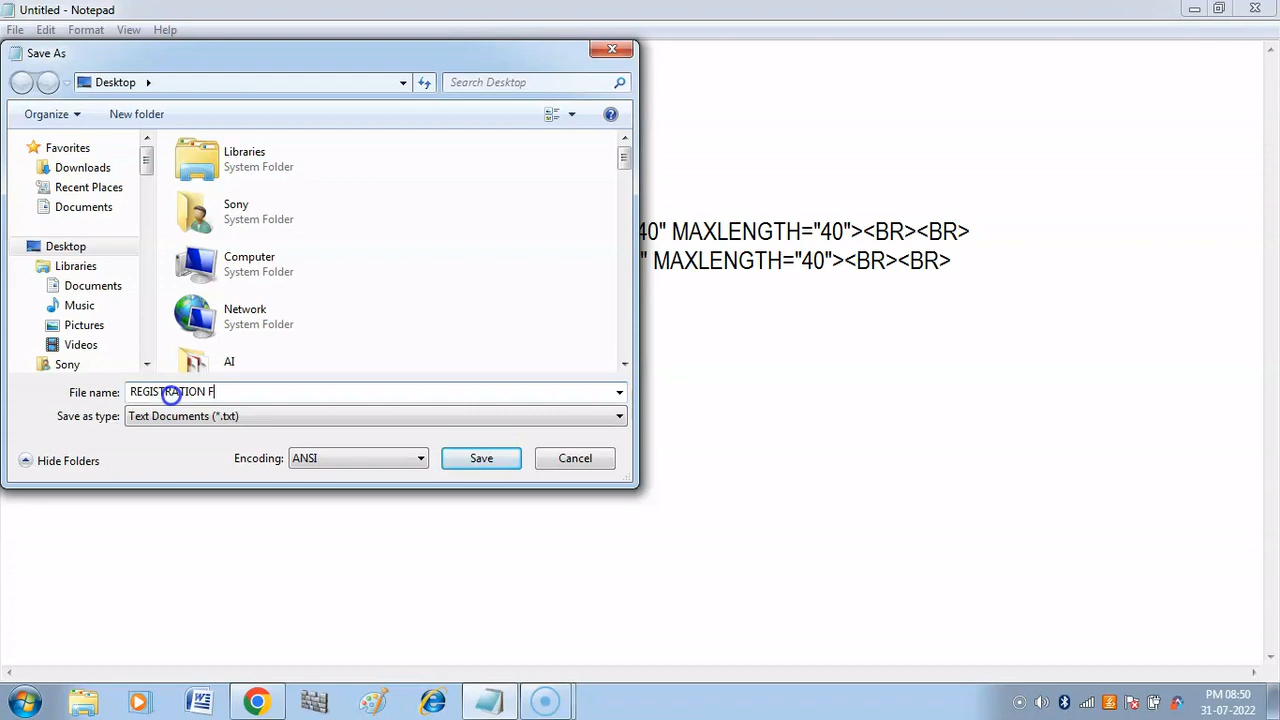 Untitled - Notepad
File Edit Format View Help
Save As
Desktop
Search Desktop
Organize New folder
Favorites
Downloads
Recent Places
Documents
Desktop
Libraries
Documents
Music
Pictures
Videos
Sony
Libraries
System Folder
Sony
System Folder
Computer
System Folder
Network
System Folder
AI
40" MAXLENGTH="40"><BR><BR>
" MAXLENGTH="40"><BR><BR>
File name: REGISTRATION F
Save as type: Text Documents (*.txt)
Hide Folders Encoding: ANSI Save Cancel
PM 08:50
31-07-2022